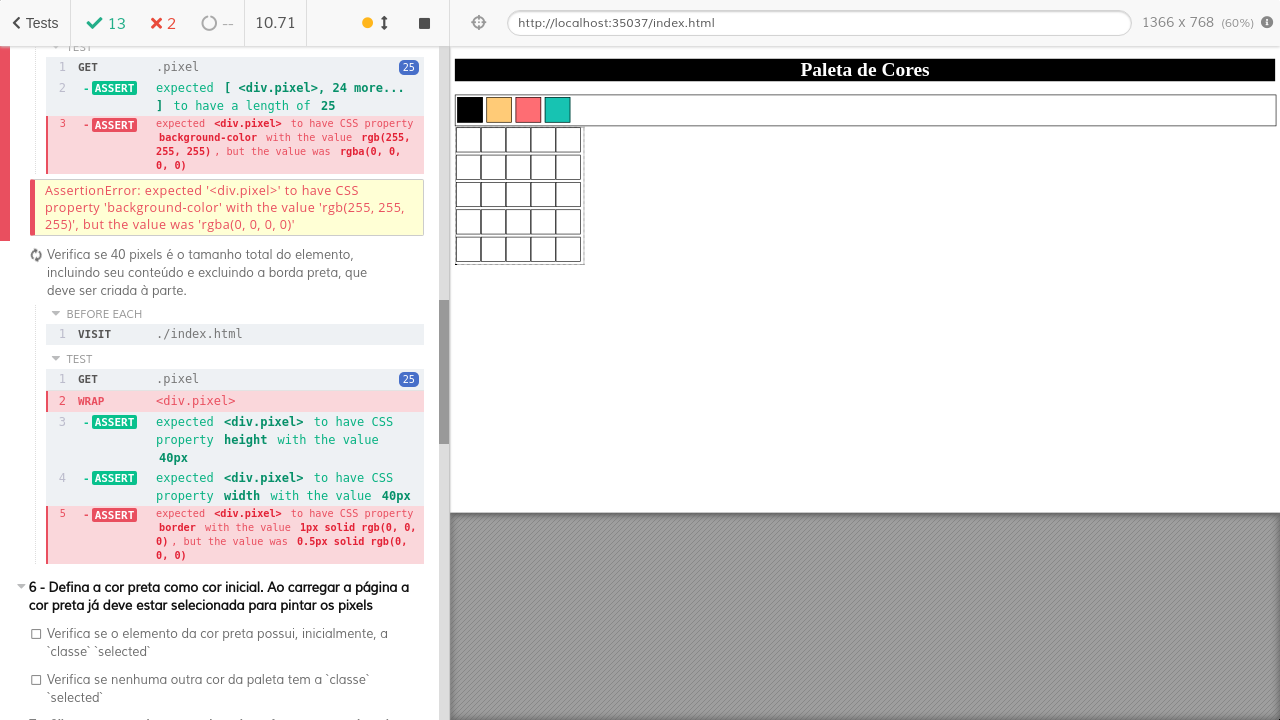 Tests
13
2
--
10.71
http://localhost:35037/index.html
1366 x 768 (60%)
TEST
1 GET .pixel 25
2 -ASSERT expected [ <div.pixel>, 24 more...
] to have a length of 25
3 -ASSERT expected <div.pixel> to have CSS property
background-color with the value rgb(255,
255, 255), but the value was rgba(0, 0,
0, 0)
AssertionError: expected '<div.pixel>' to have CSS
property 'background-color' with the value 'rgb(255, 255,
255)', but the value was 'rgba(0, 0, 0, 0)'
Verifica se 40 pixels é o tamanho total do elemento,
incluindo seu conteúdo e excluindo a borda preta, que
deve ser criada à parte.
BEFORE EACH
1 VISIT ./index.html
TEST
1 GET .pixel 25
2 WRAP <div.pixel>
3 -ASSERT expected <div.pixel> to have CSS
property height with the value
40px
4 -ASSERT expected <div.pixel> to have CSS
property width with the value 40px
5 -ASSERT expected <div.pixel> to have CSS property
border with the value 1px solid rgb(0, 0,
0), but the value was 0.5px solid rgb(0,
0, 0)
6 - Defina a cor preta como cor inicial. Ao carregar a página a
cor preta já deve estar selecionada para pintar os pixels
Verifica se o elemento da cor preta possui, inicialmente, a
`classe` `selected`
Verifica se nenhuma outra cor da paleta tem a `classe`
`selected`
Paleta de Cores